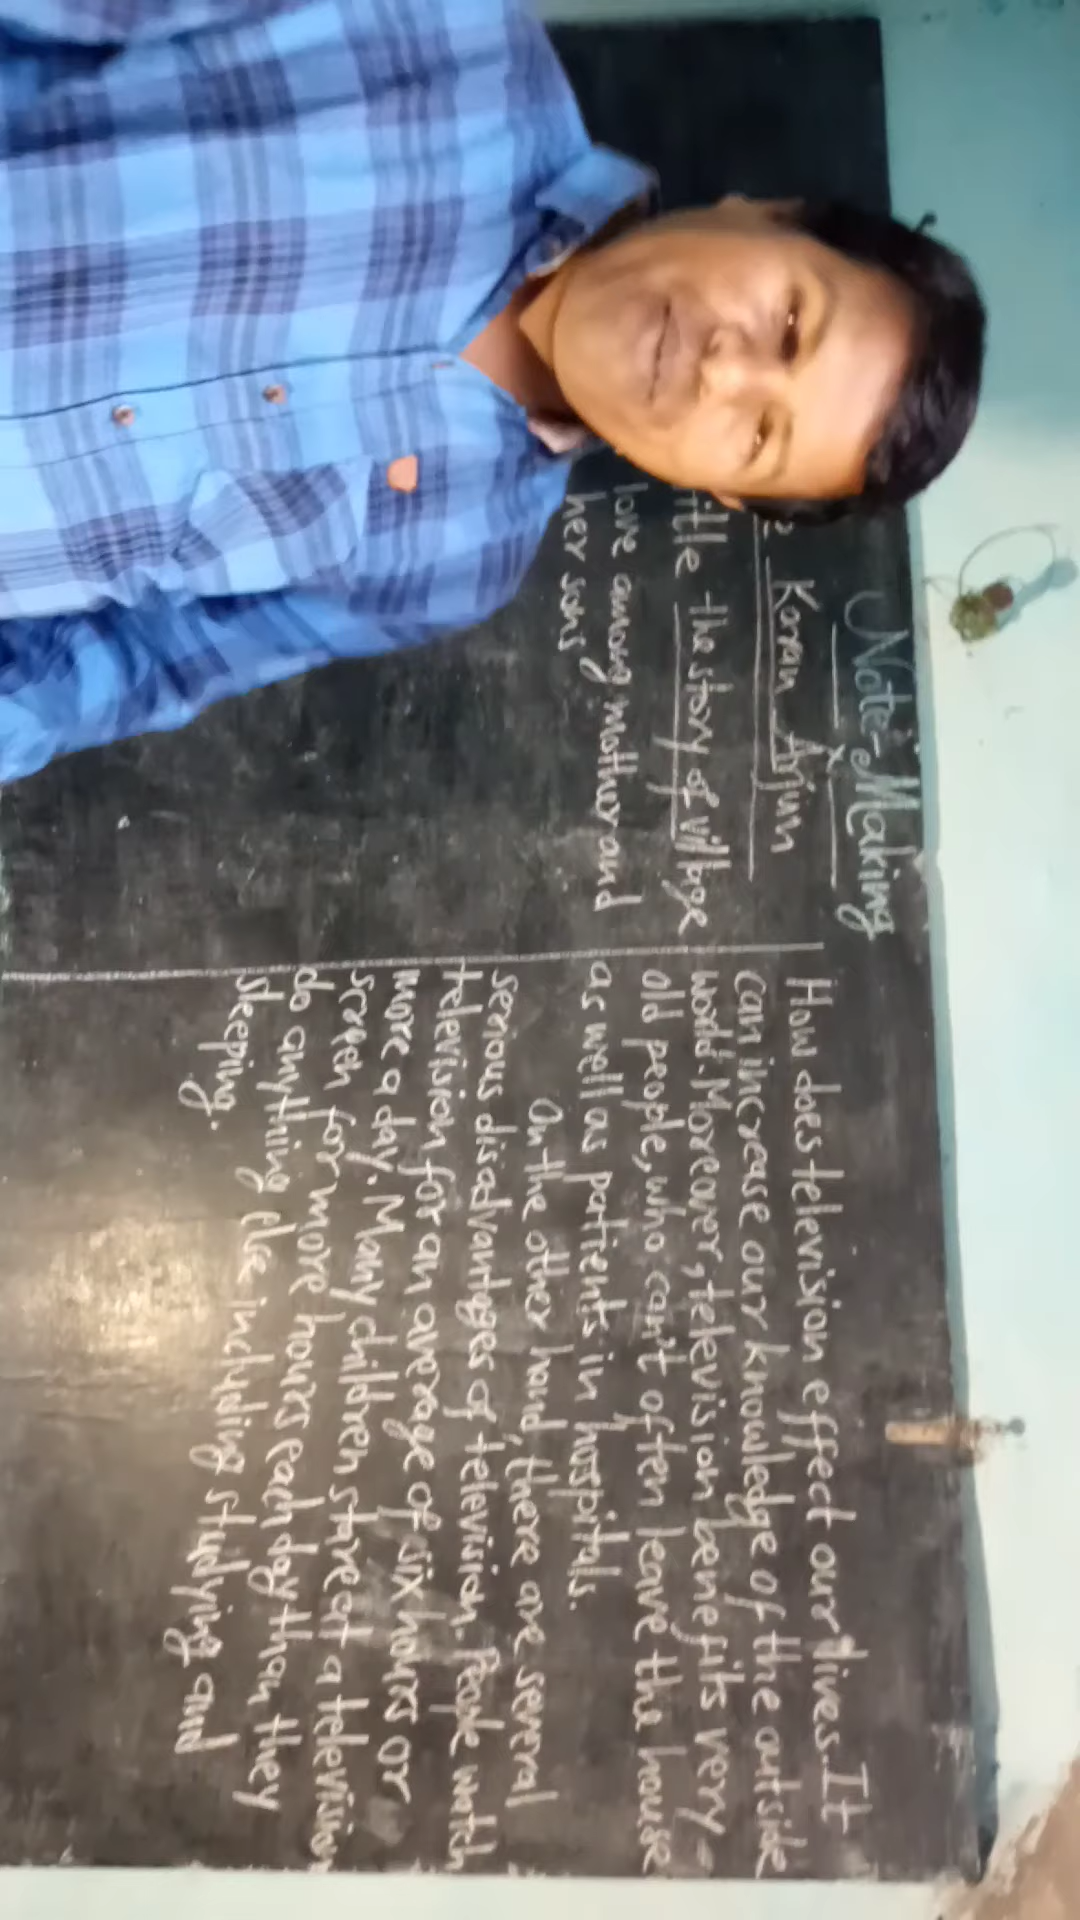 Note-Making
x
Karan Arjun
the story of village
love among mother and
her sons
How does television effect our lives. It
can increase our knowledge of the outside
world. Moreover, television benefits very
old people, who can't often leave the house
as well as partients in hospitals.
On the other hand, there are several
serious disadvantages of television. People watch
television for an average of six hours or
more a day. Many children stare at a television
screen for more hours each day than they
do anything else including studying and
sleeping.